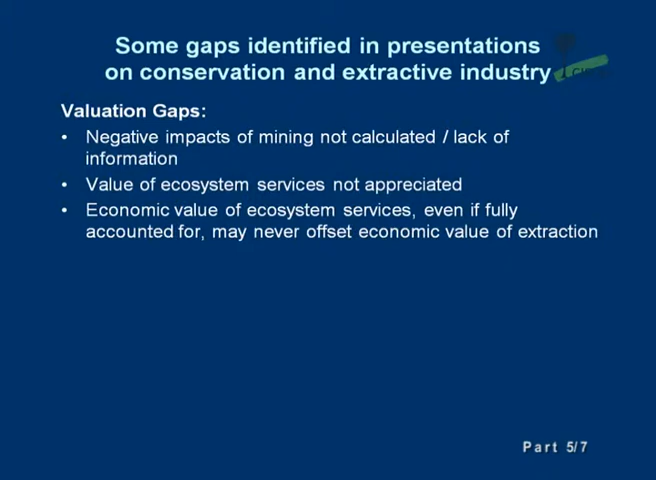 Some gaps identified in presentations
on conservation and extractive industry
Valuation Gaps:
• Negative impacts of mining not calculated / lack of
information
• Value of ecosystem services not appreciated
• Economic value of ecosystem services, even if fully
accounted for, may never offset economic value of extraction
Part 5/7